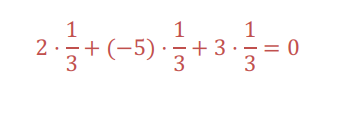 2 · 1/3 + (−5) · 1/3 + 3 · 1/3 = 0